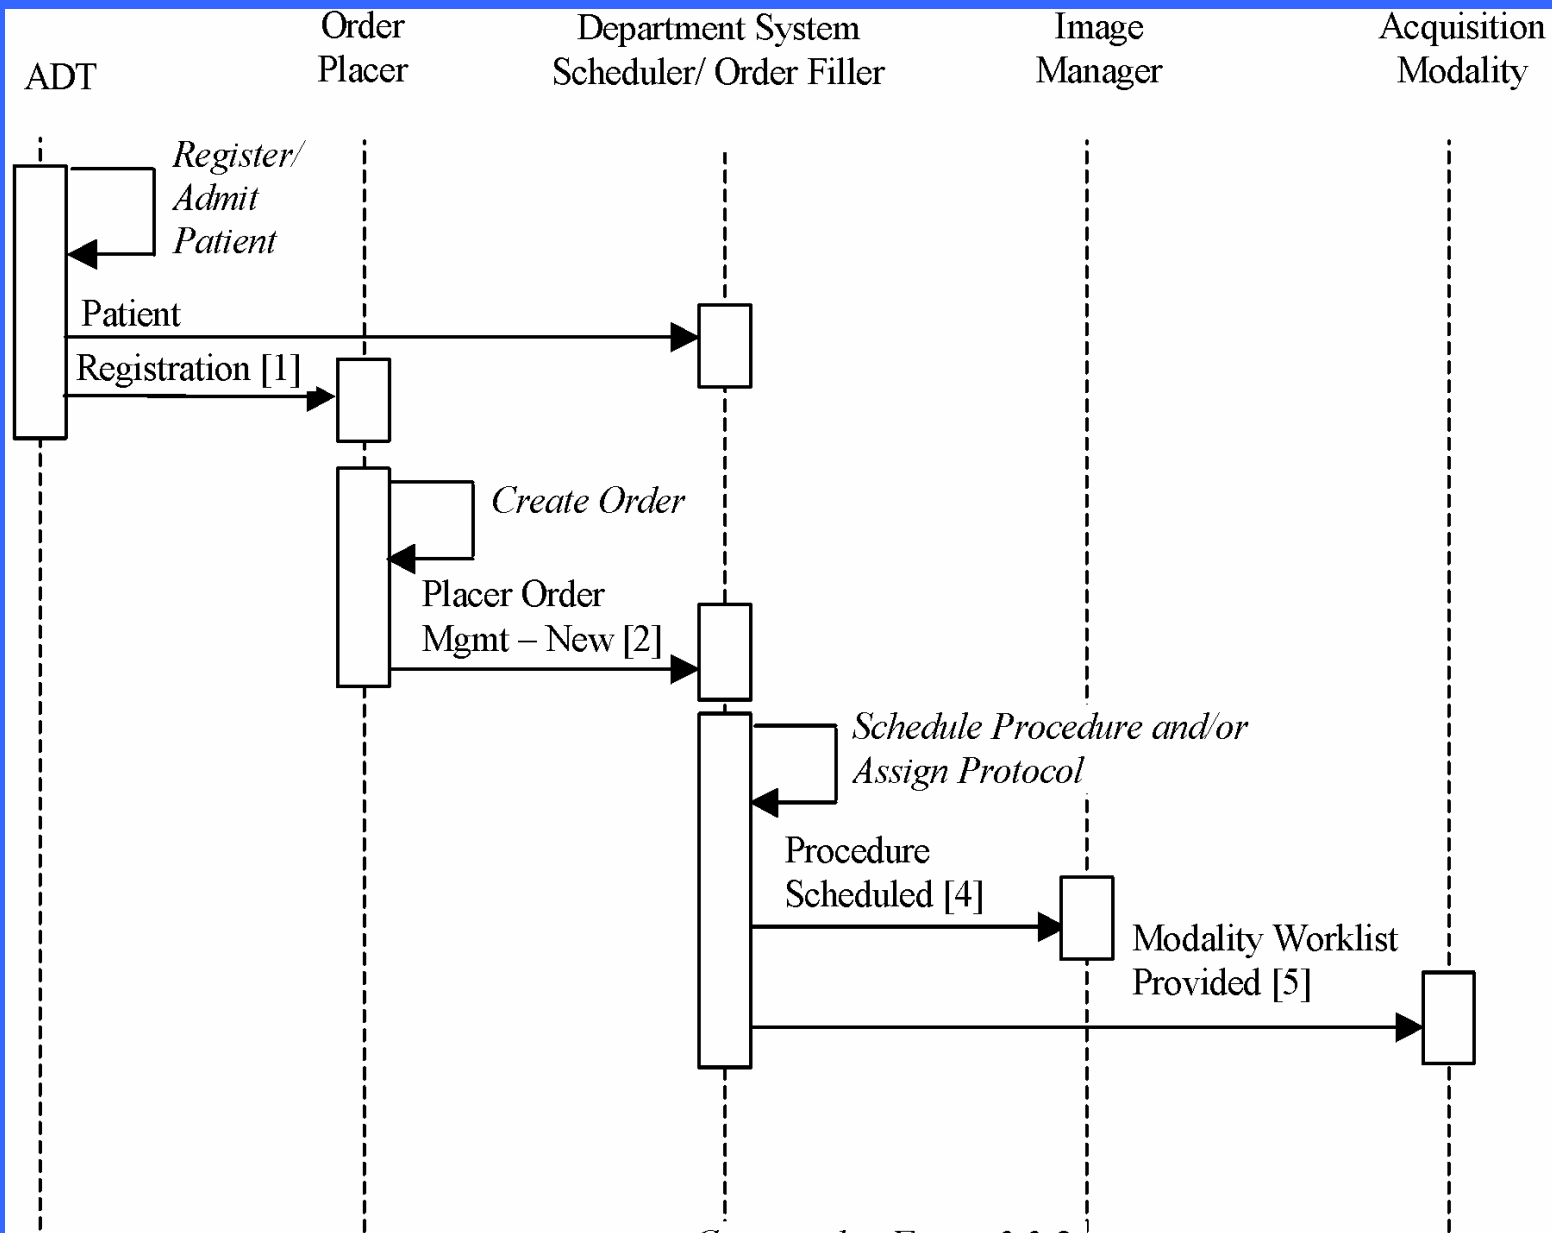 ADT
Order
Placer
Department System
Scheduler/ Order Filler
Image
Manager
Acquisition
Modality
Register/
Admit
Patient
Patient
Registration [1]
Create Order
Placer Order
Mgmt – New [2]
Schedule Procedure and/or
Assign Protocol
Procedure
Scheduled [4]
Modality Worklist
Provided [5]